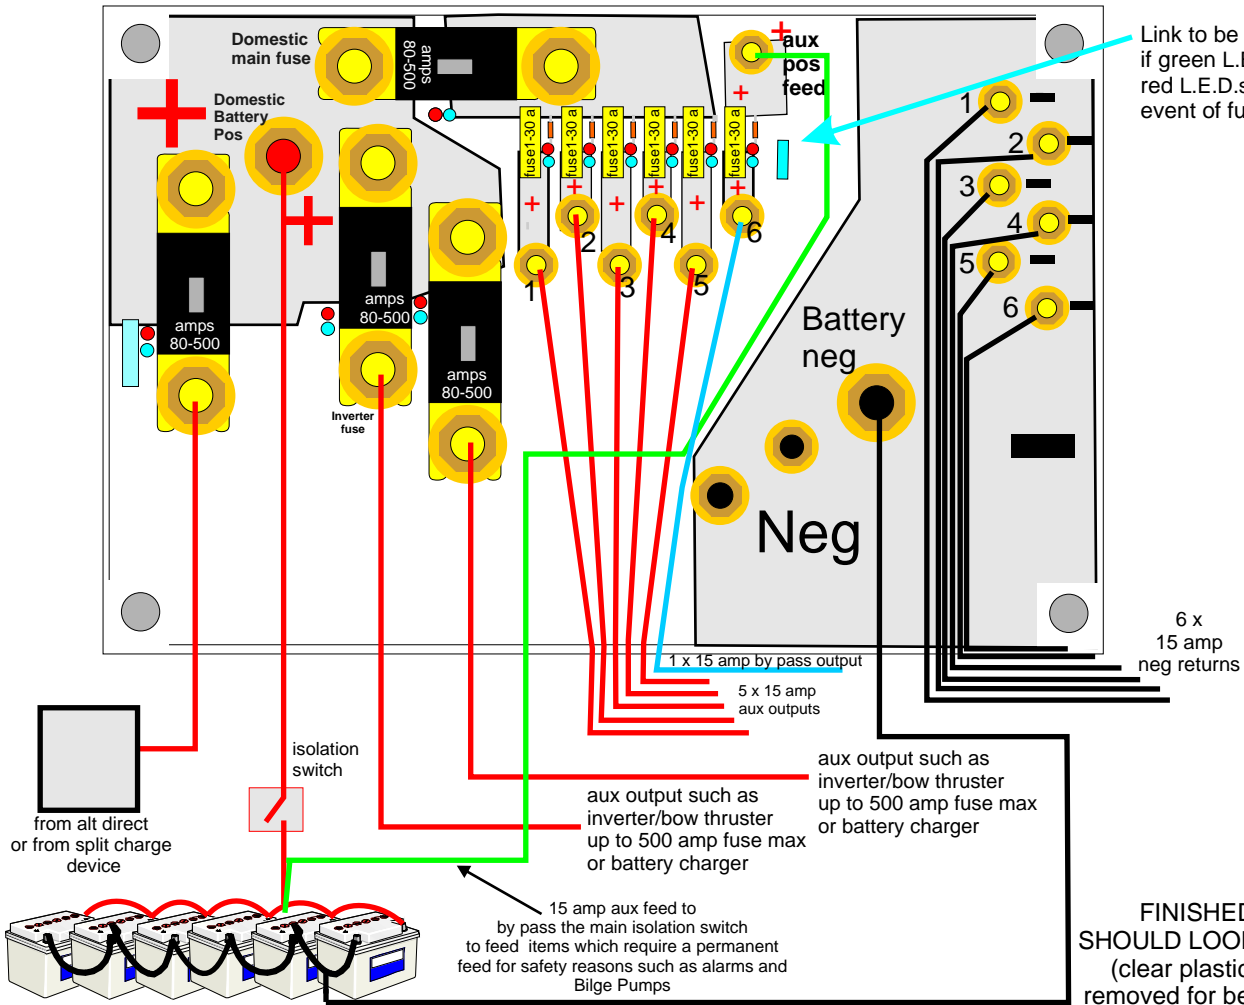 Domestic
main fuse
amps
80-500
aux
pos
feed
Link to be
if green L.E
red L.E.D.s
event of fu
Domestic
Battery
Pos
fuse1-30 a
fuse1-30 a
fuse1-30 a
fuse1-30 a
fuse1-30 a
fuse1-30 a
1
2
3
4
5
6
1
2
3
4
5
6
amps
80-500
amps
80-500
amps
80-500
Inverter
fuse
Battery
neg
Neg
6 x
15 amp
neg returns
1 x 15 amp by pass output
5 x 15 amp
aux outputs
isolation
switch
from alt direct
or from split charge
device
aux output such as
inverter/bow thruster
up to 500 amp fuse max
or battery charger
aux output such as
inverter/bow thruster
up to 500 amp fuse max
or battery charger
15 amp aux feed to
by pass the main isolation switch
to feed items which require a permanent
feed for safety reasons such as alarms and
Bilge Pumps
FINISHED
SHOULD LOO
(clear plastic
removed for be